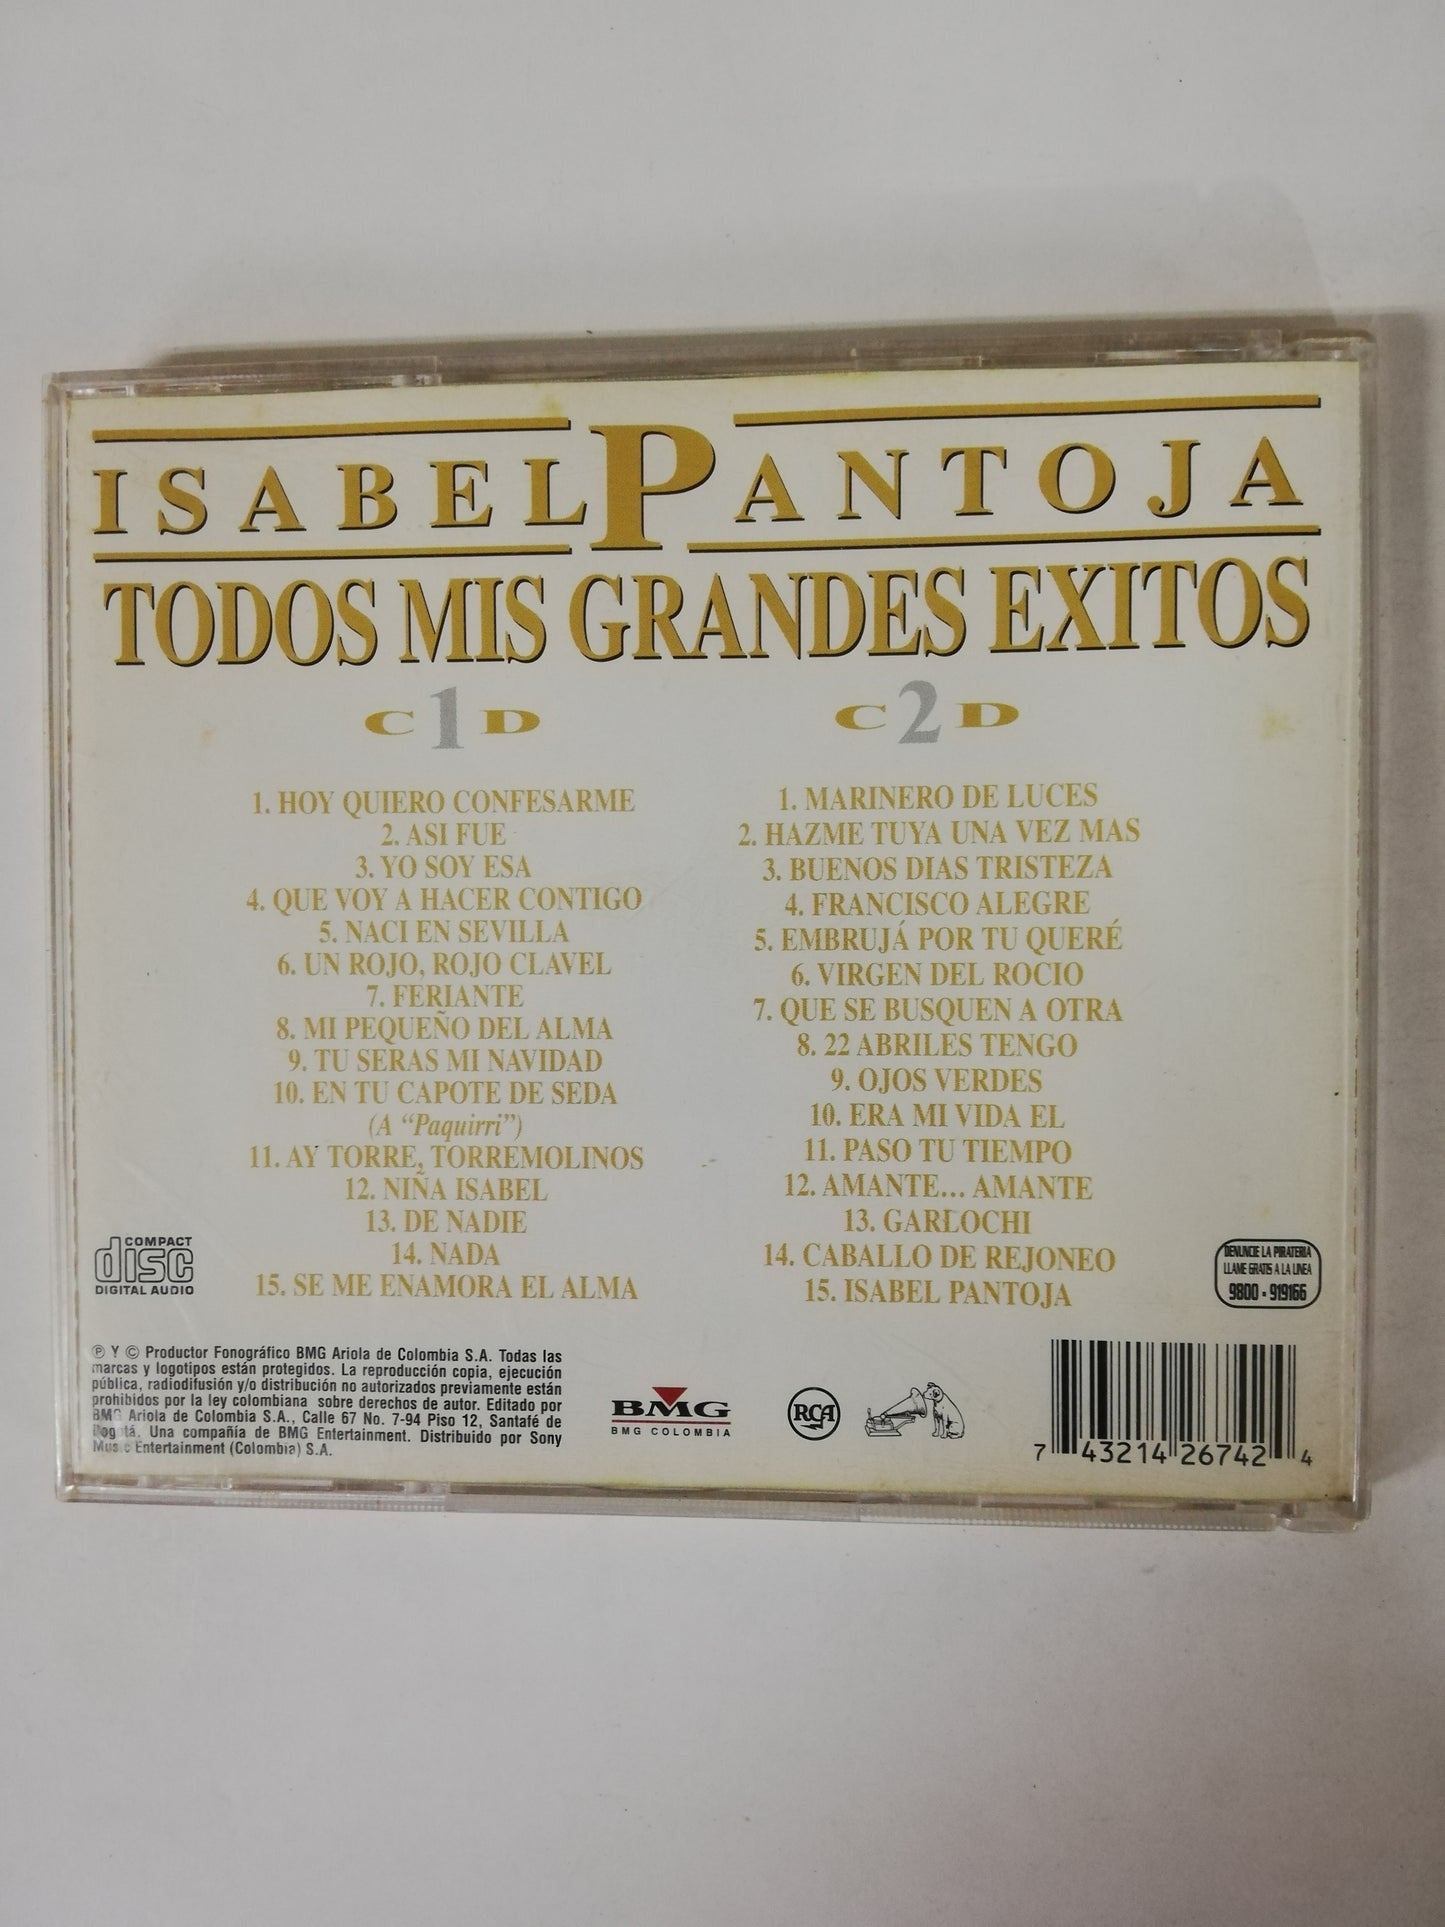 ISABEL PANTOJA
TODOS MIS GRANDES EXITOS
CD 1
1. HOY QUIERO CONFESARME
2. ASI FUE
3. YO SOY ESA
4. QUE VOY A HACER CONTIGO
5. NACI EN SEVILLA
6. UN ROJO, ROJO CLAVEL
7. FERIANTE
8. MI PEQUEÑO DEL ALMA
9. TU SERAS MI NAVIDAD
10. EN TU CAPOTE DE SEDA
(A “Paquirri”)
11. AY TORRE, TORREMOLINOS
12. NIÑA ISABEL
13. DE NADIE
14. NADA
15. SE ME ENAMORA EL ALMA
CD 2
1. MARINERO DE LUCES
2. HAZME TUYA UNA VEZ MAS
3. BUENOS DIAS TRISTEZA
4. FRANCISCO ALEGRE
5. EMBRUJÁ POR TU QUERÉ
6. VIRGEN DEL ROCIO
7. QUE SE BUSQUEN A OTRA
8. 22 ABRILES TENGO
9. OJOS VERDES
10. ERA MI VIDA EL
11. PASO TU TIEMPO
12. AMANTE... AMANTE
13. GARLOCHI
14. CABALLO DE REJONEO
15. ISABEL PANTOJA
COMPACT
disc
DIGITAL AUDIO
DENUNCIE LA PIRATERIA
LLAME GRATIS A LA LINEA
9800 - 919166
℗ Y © Productor Fonográfico BMG Ariola de Colombia S.A. Todas las
marcas y logotipos están protegidos. La reproducción copia, ejecución
pública, radiodifusión y/o distribución no autorizados previamente están
prohibidos por la ley colombiana sobre derechos de autor. Editado por
BMG Ariola de Colombia S.A., Calle 67 No. 7-94 Piso 12, Santafé de
Bogotá. Una compañía de BMG Entertainment. Distribuido por Sony
Music Entertainment (Colombia) S.A.
BMG
BMG COLOMBIA
RCA
7 43214 26742 4